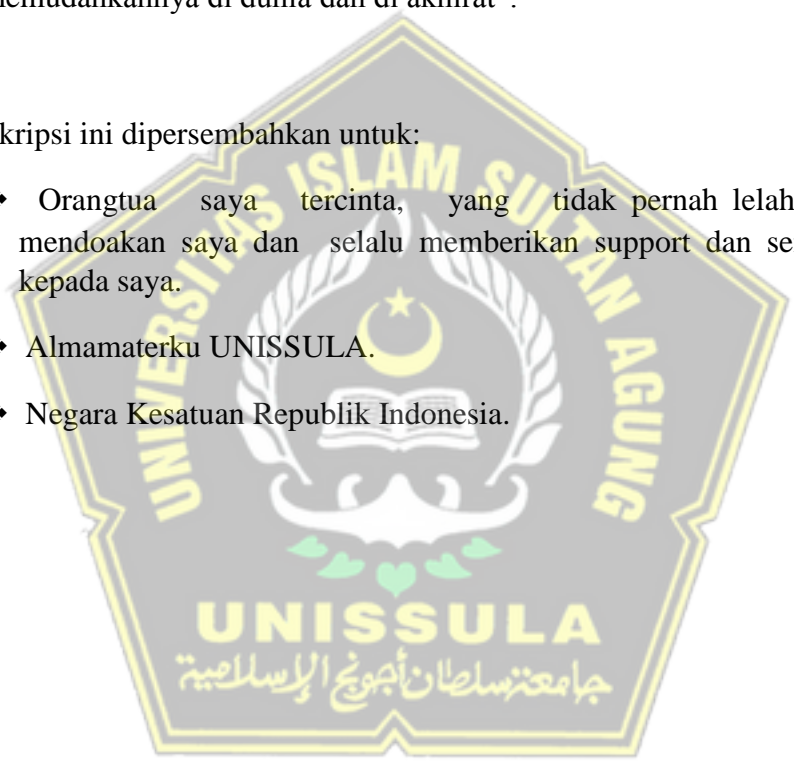 kripsi ini dipersembahkan untuk:
Orangtua saya tercinta, yang tidak pernah lelah
mendoakan saya dan selalu memberikan support dan se
kepada saya.
Almamaterku UNISSULA.
Negara Kesatuan Republik Indonesia.
UNIVERSITAS ISLAM SULTAN AGUNG
UNISSULA
جامعة سلطان أجونج الإسلامية